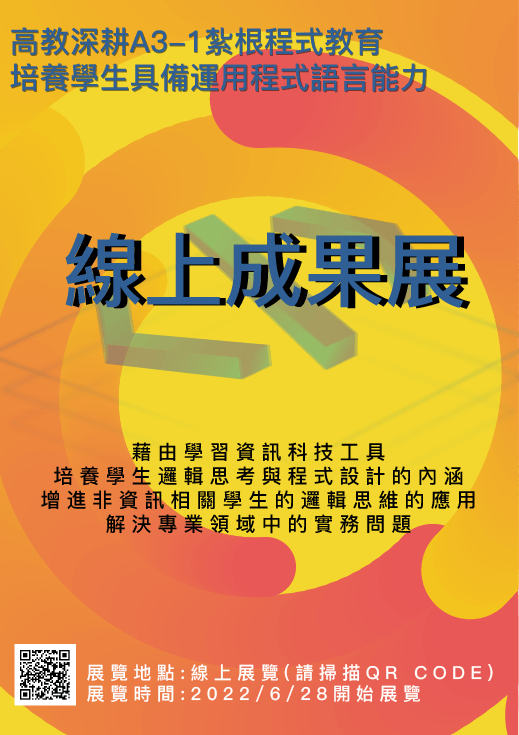 高教深耕A3-1紮根程式教育
培養學生具備運用程式語言能力
線上成果展
藉由學習資訊科技工具
培養學生邏輯思考與程式設計的內涵
增進非資訊相關學生的邏輯思維的應用
解決專業領域中的實務問題
展覽地點:線上展覽(請掃描QR CODE)
展覽時間:2022/6/28開始展覽